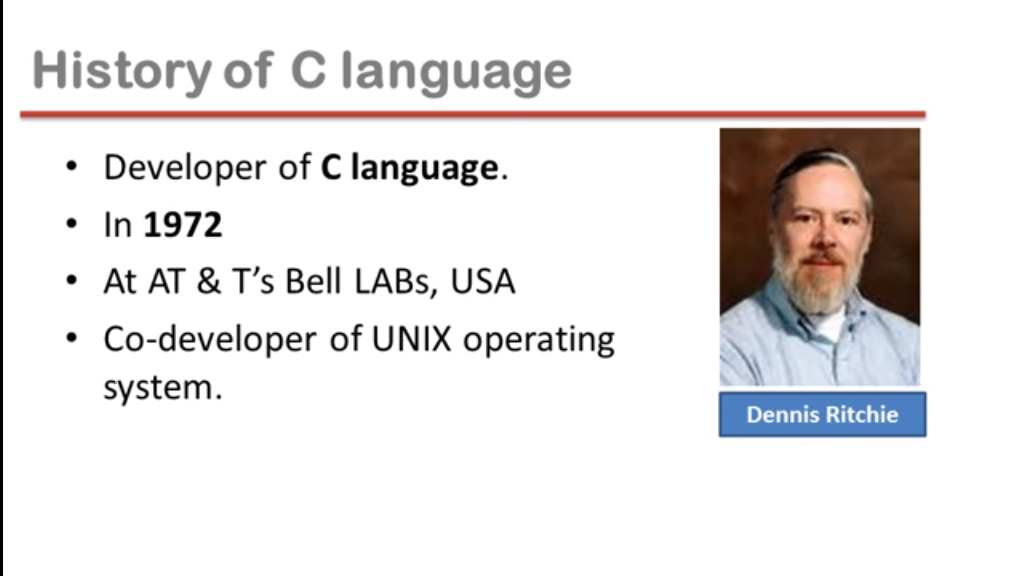 History of C language
• Developer of C language.
• In 1972
• At AT & T’s Bell LABs, USA
• Co-developer of UNIX operating
system.
Dennis Ritchie